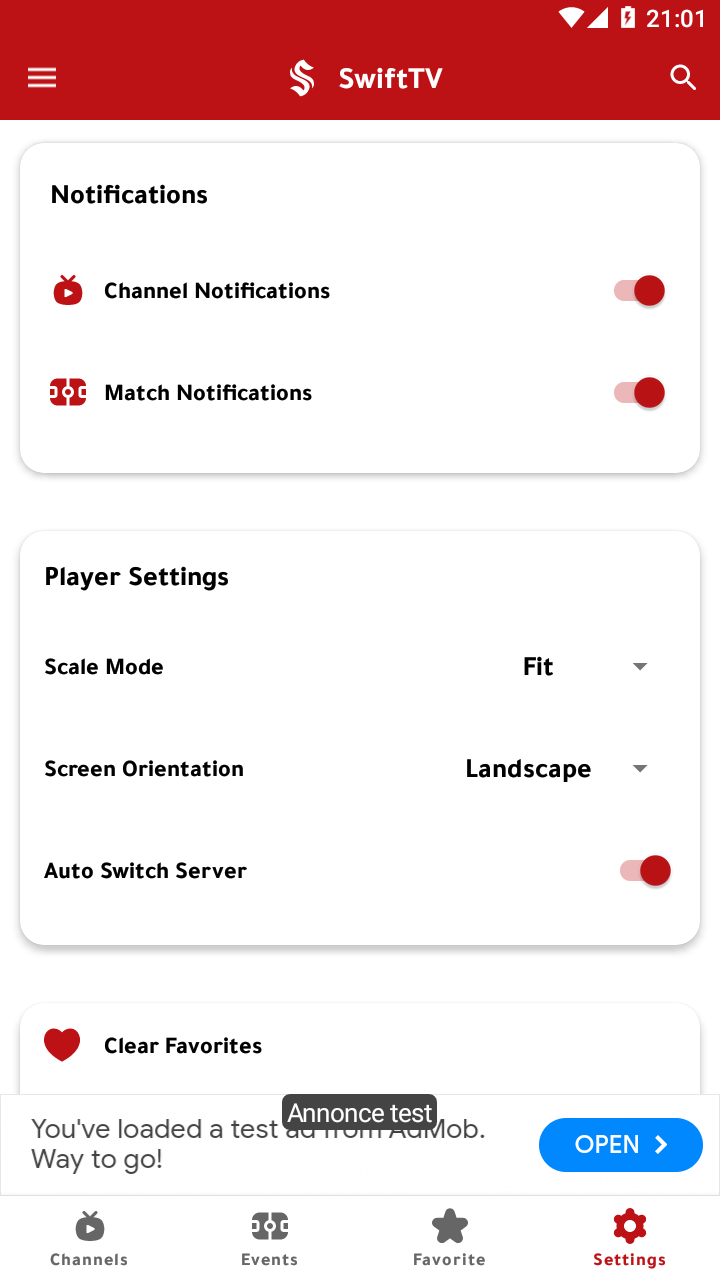 21:01
SwiftTV
Notifications
Channel Notifications
Match Notifications
Player Settings
Scale Mode Fit
Screen Orientation Landscape
Auto Switch Server
Clear Favorites
Annonce test
You've loaded a test ad from AdMob.
Way to go!
OPEN
Channels Events Favorite Settings